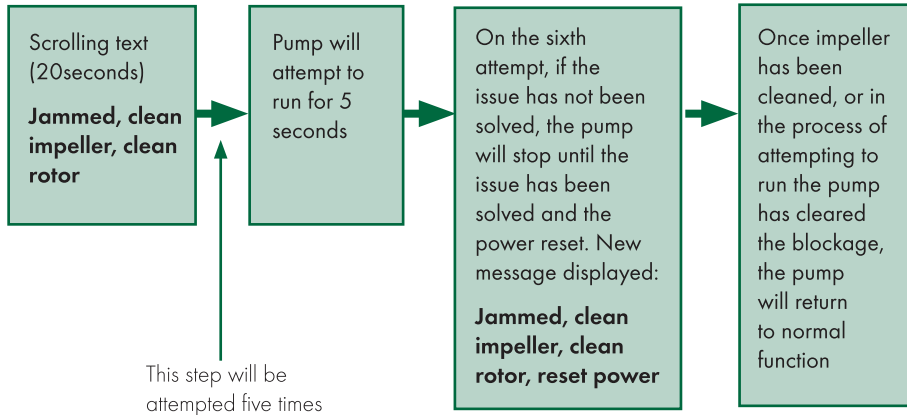 Scrolling text
(20seconds)
Jammed, clean
impeller, clean
rotor
Pump will
attempt to
run for 5
seconds
On the sixth
attempt, if the
issue has not been
solved, the pump
will stop until the
issue has been
solved and the
power reset. New
message displayed:
Jammed, clean
impeller, clean
rotor, reset power
Once impeller
has been
cleaned, or in
the process of
attempting to
run the pump
has cleared
the blockage,
the pump
will return
to normal
function
This step will be
attempted five times